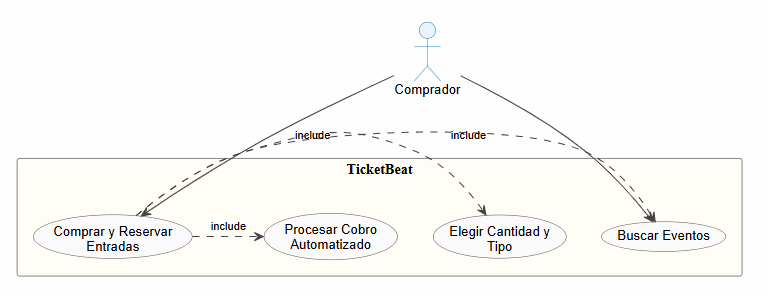 Comprador
include
include
TicketBeat
Comprar y Reservar
Entradas
include
Procesar Cobro
Automatizado
Elegir Cantidad y
Tipo
Buscar Eventos